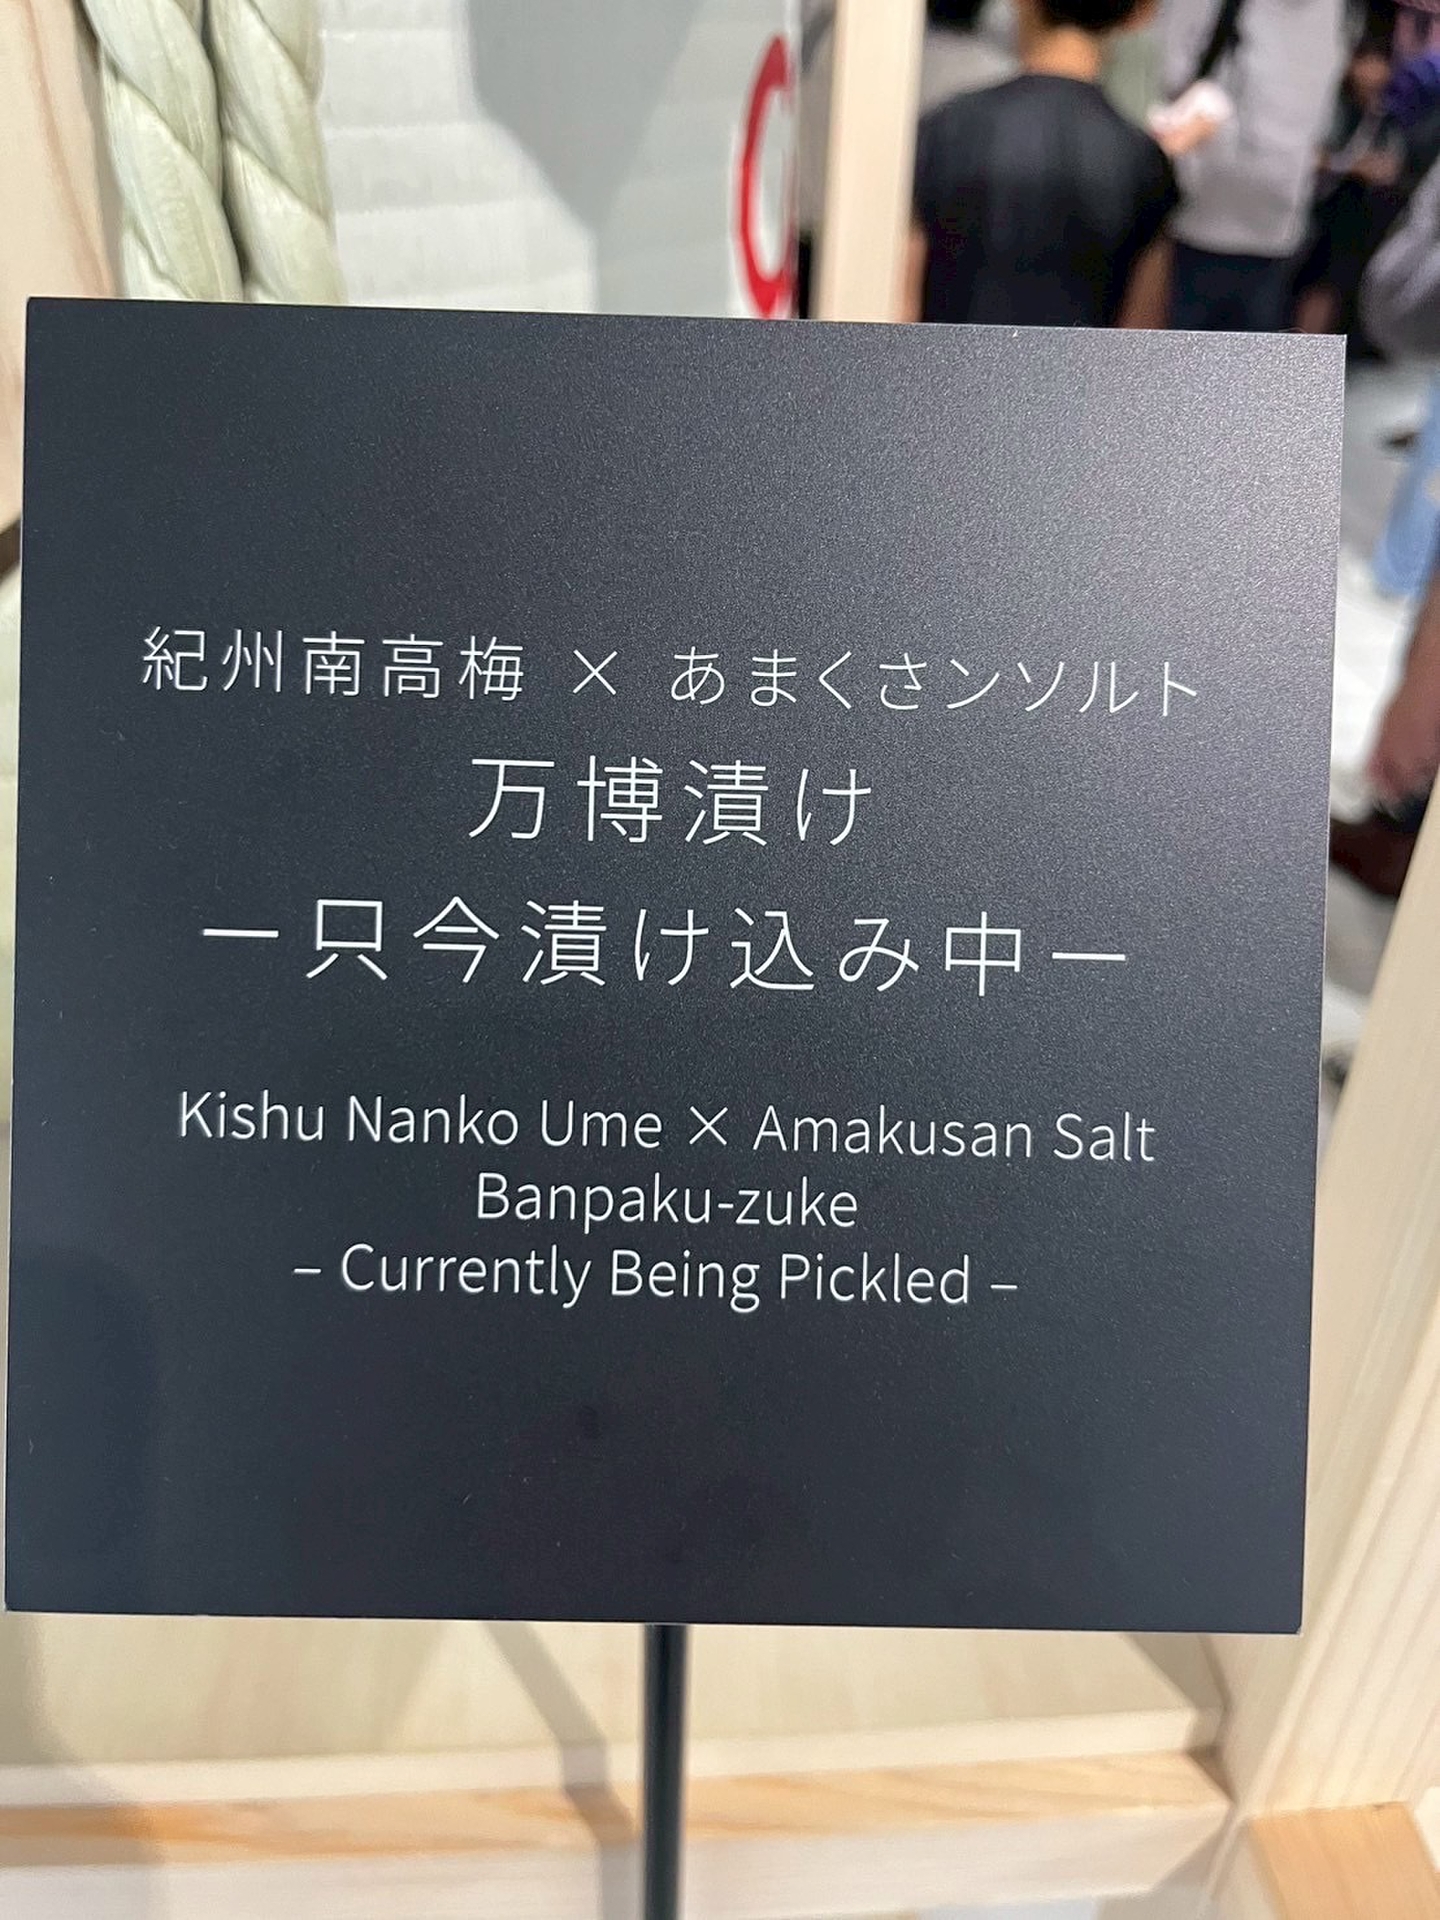 紀州南高梅 × あまくさンソルト
万博漬け
ー只今漬け込み中ー
Kishu Nanko Ume × Amakusan Salt
Banpaku-zuke
– Currently Being Pickled –